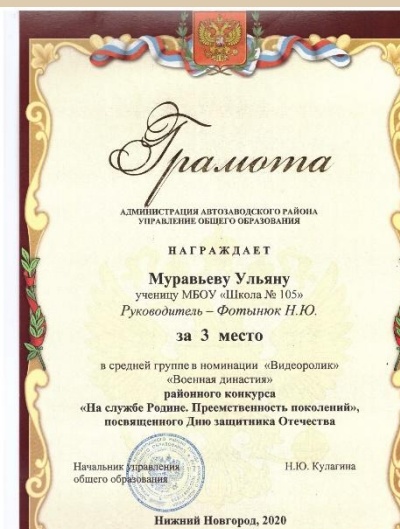 Грамота
АДМИНИСТРАЦИЯ АВТОЗАВОДСКОГО РАЙОНА
УПРАВЛЕНИЕ ОБЩЕГО ОБРАЗОВАНИЯ
НАГРАЖДАЕТ
Муравьеву Ульяну
ученицу МБОУ «Школа № 105»
Руководитель – Фотынюк Н.Ю.
за 3 место
в средней группе в номинации «Видеоролик»
«Военная династия»
районного конкурса
«На службе Родине. Преемственность поколений»,
посвященного Дню защитника Отечества
Начальник управления
общего образования
Н.Ю. Кулагина
Нижний Новгород, 2020